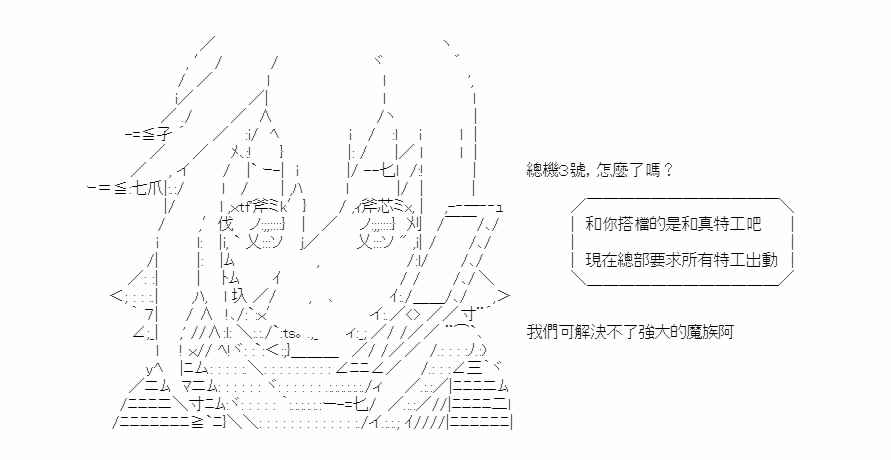 總機3號，怎麼了嗎？
和你搭檔的是和真特工吧
現在總部要求所有特工出動
我們可解決不了強大的魔族阿